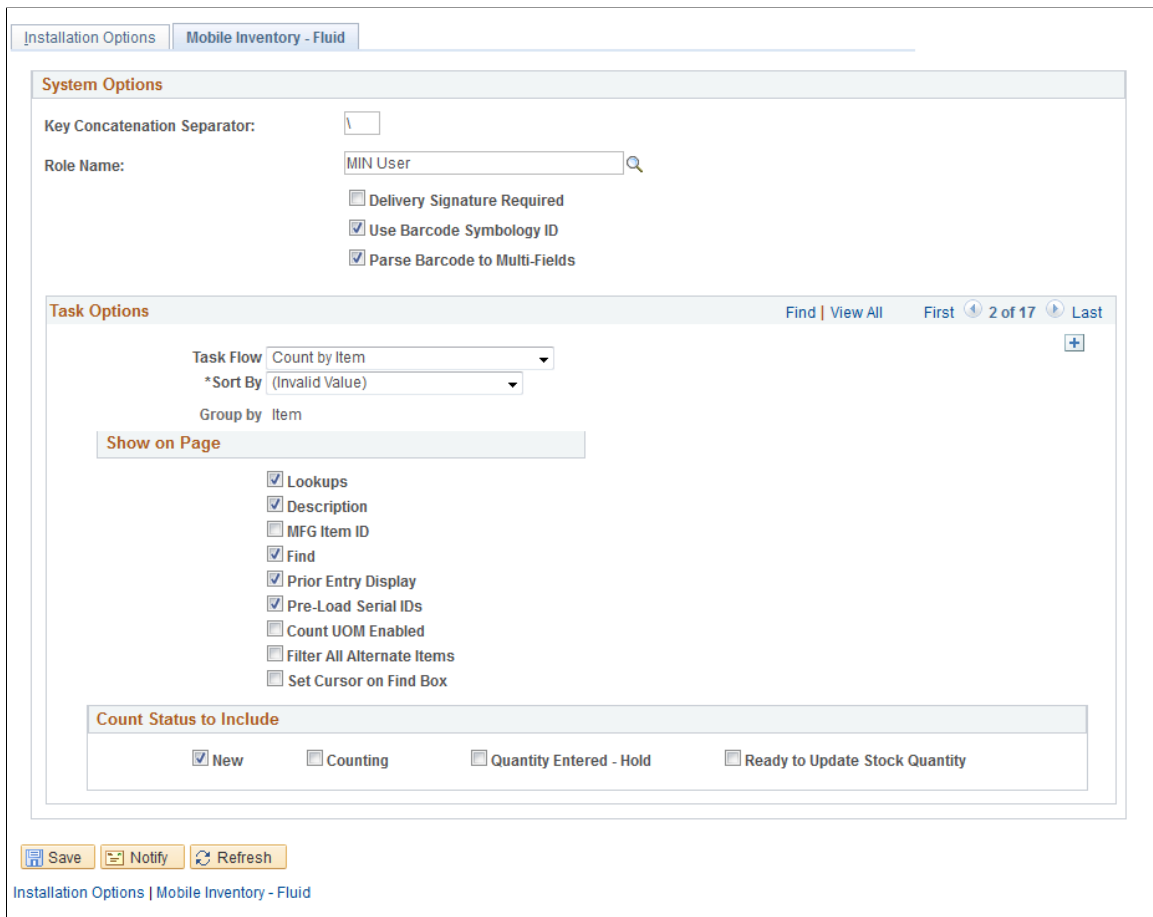 Installation Options Mobile Inventory - Fluid
System Options
Key Concatenation Separator: \
Role Name: MIN User
Delivery Signature Required
Use Barcode Symbology ID
Parse Barcode to Multi-Fields
Task Options Find | View All First 2 of 17 Last
Task Flow Count by Item
*Sort By (Invalid Value)
Group by Item
Show on Page
Lookups
Description
MFG Item ID
Find
Prior Entry Display
Pre-Load Serial IDs
Count UOM Enabled
Filter All Alternate Items
Set Cursor on Find Box
Count Status to Include
New Counting Quantity Entered - Hold Ready to Update Stock Quantity
Save Notify Refresh
Installation Options | Mobile Inventory - Fluid